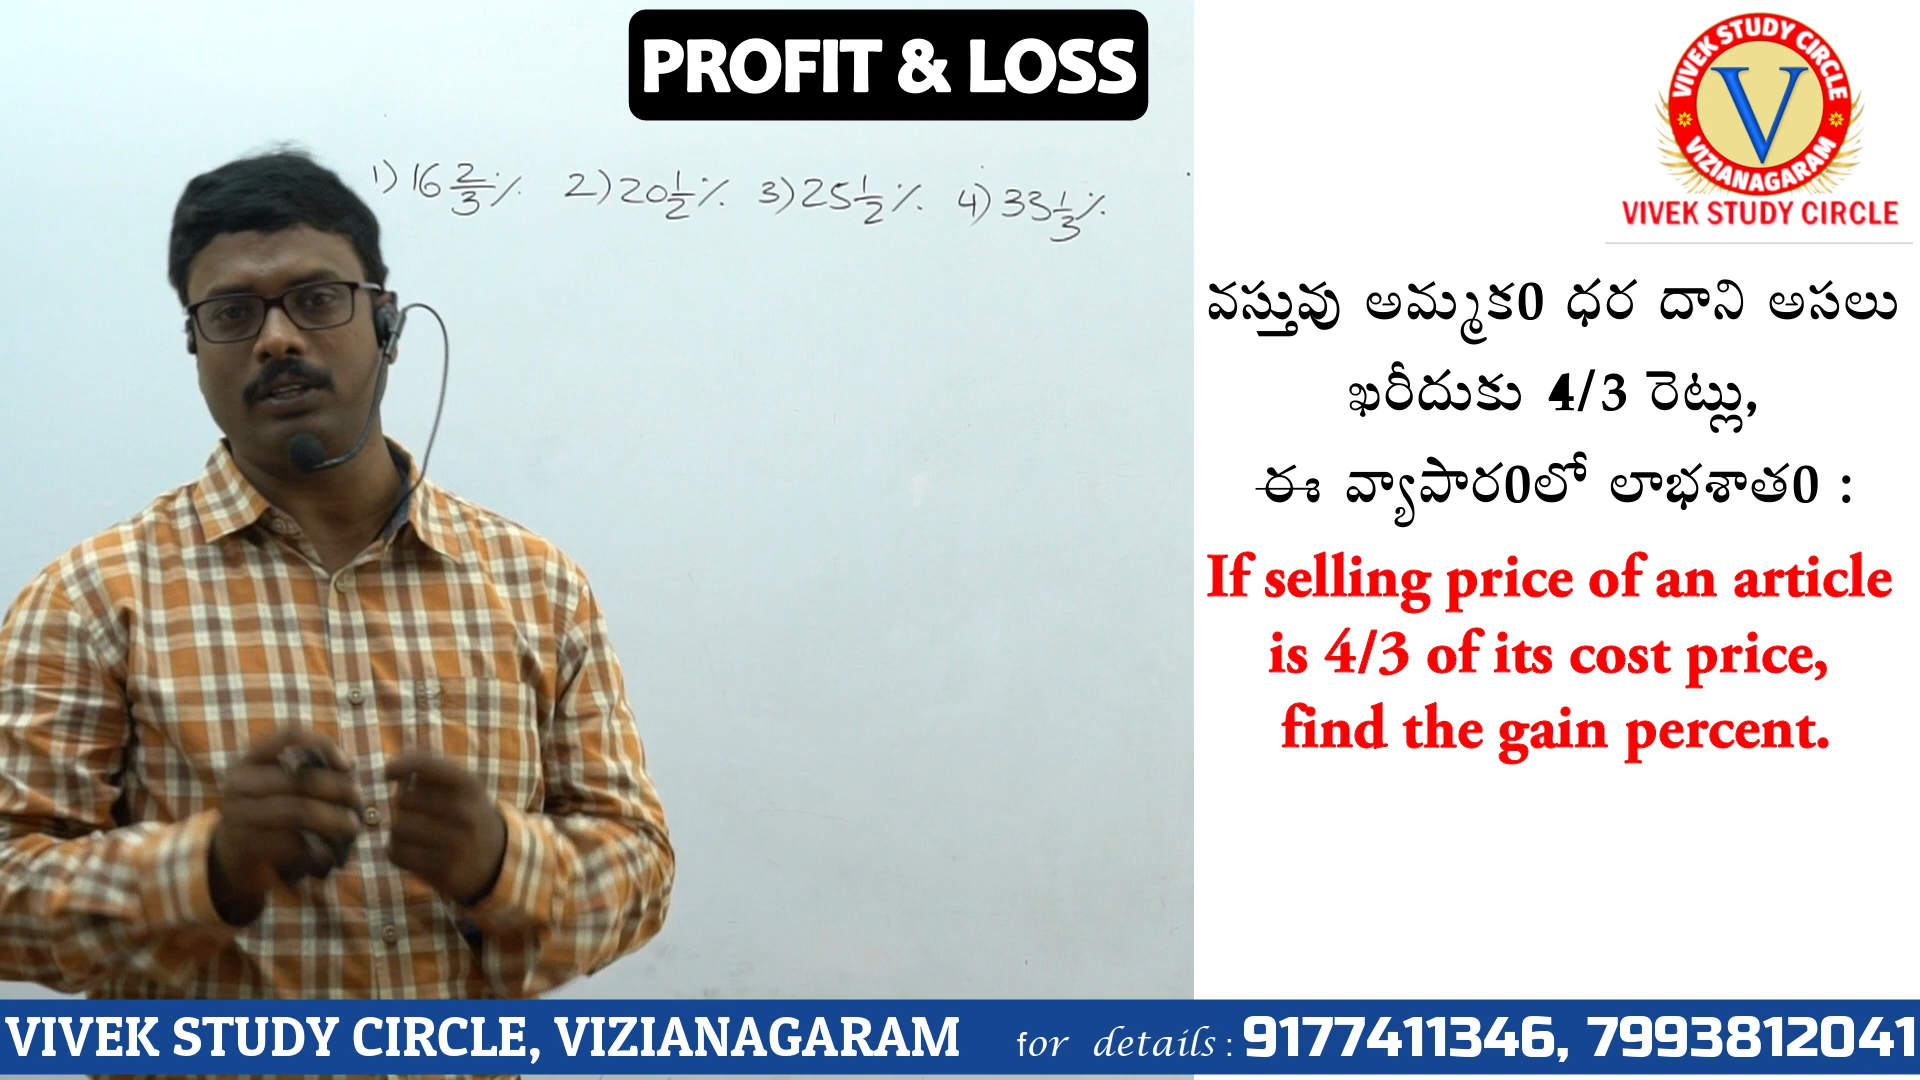 PROFIT & LOSS
1) 16 2/3 % 2) 20 1/2 % 3) 25 1/2 % 4) 33 1/3 %
VIVEK STUDY CIRCLE
V
VIZIANAGARAM
VIVEK STUDY CIRCLE
వస్తువు అమ్మకం ధర దాని అసలు
ఖరీదుకు 4/3 రెట్లు,
ఈ వ్యాపారంలో లాభశాతం :
If selling price of an article
is 4/3 of its cost price,
find the gain percent.
VIVEK STUDY CIRCLE, VIZIANAGARAM for details : 9177411346, 7993812041